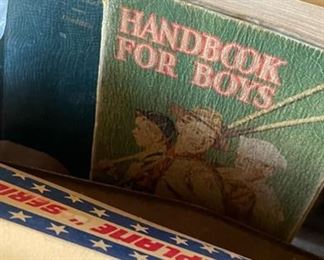 HANDBOOK
FOR BOYS
PLANE" SERIE